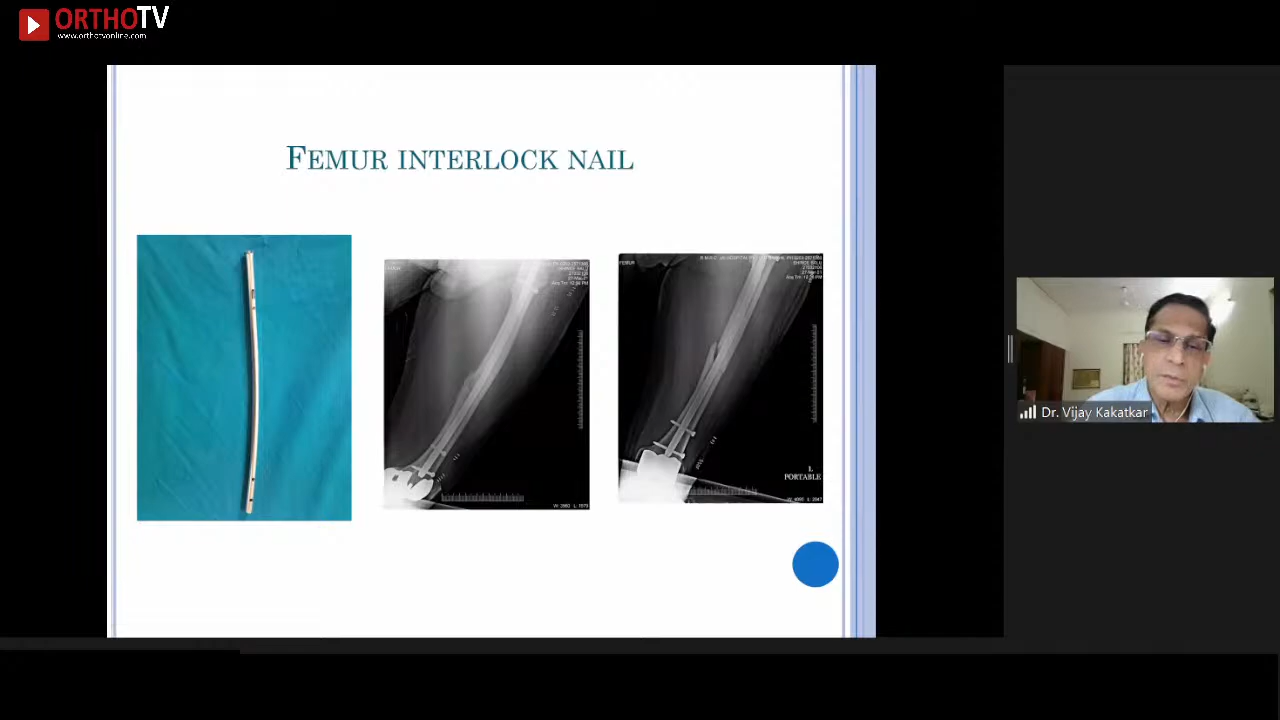 ORTHOTV
www.orthotvonline.com
FEMUR INTERLOCK NAIL
L
PORTABLE
Dr. Vijay Kakatkar